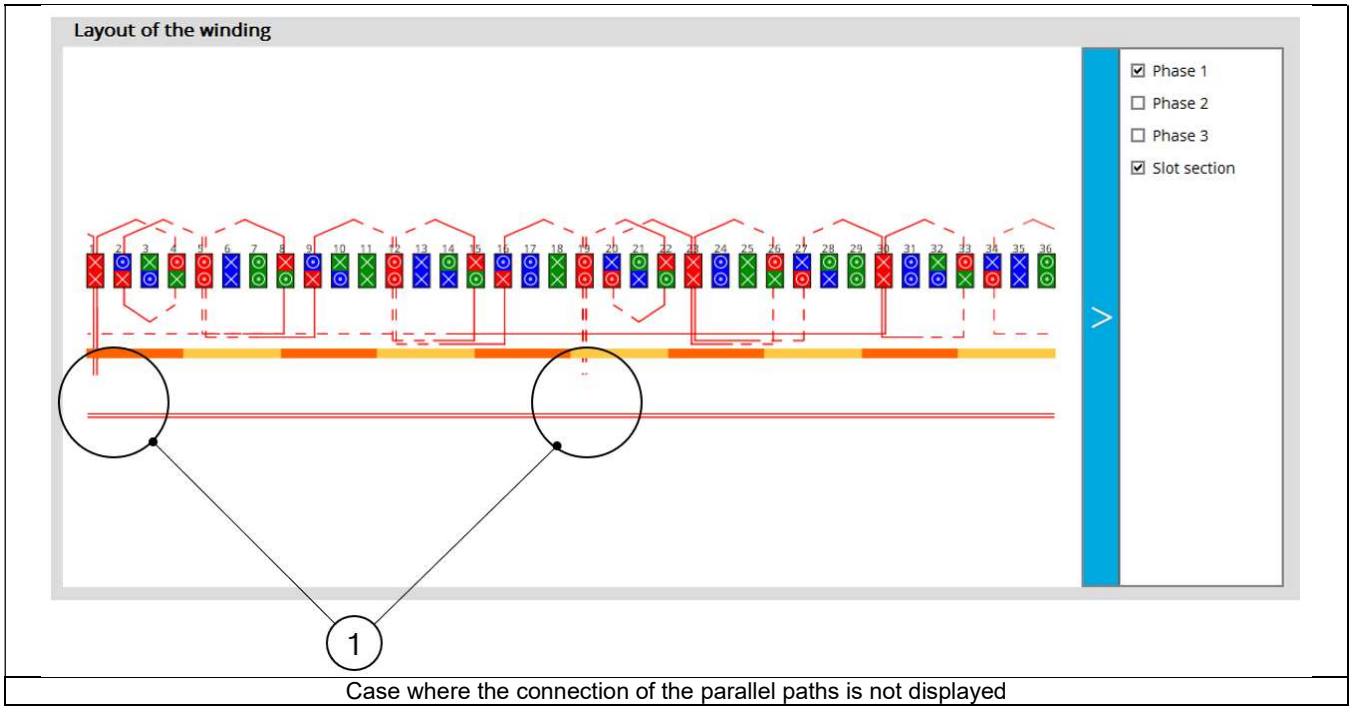 Layout of the winding
Phase 1
Phase 2
Phase 3
Slot section
1 2 3 4 5 6 7 8 9 10 11 12 13 14 15 16 17 18 19 20 21 22 23 24 25 26 27 28 29 30 31 32 33 34 35 36
>
1
Case where the connection of the parallel paths is not displayed